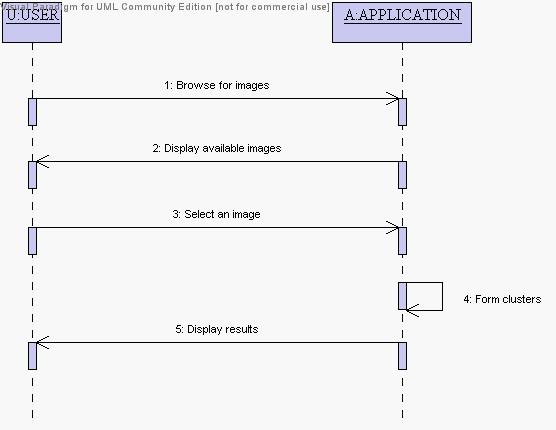 Visual Paradigm for UML Community Edition [not for commercial use]
U:USER
A:APPLICATION
1: Browse for images
2: Display available images
3: Select an image
4: Form clusters
5: Display results